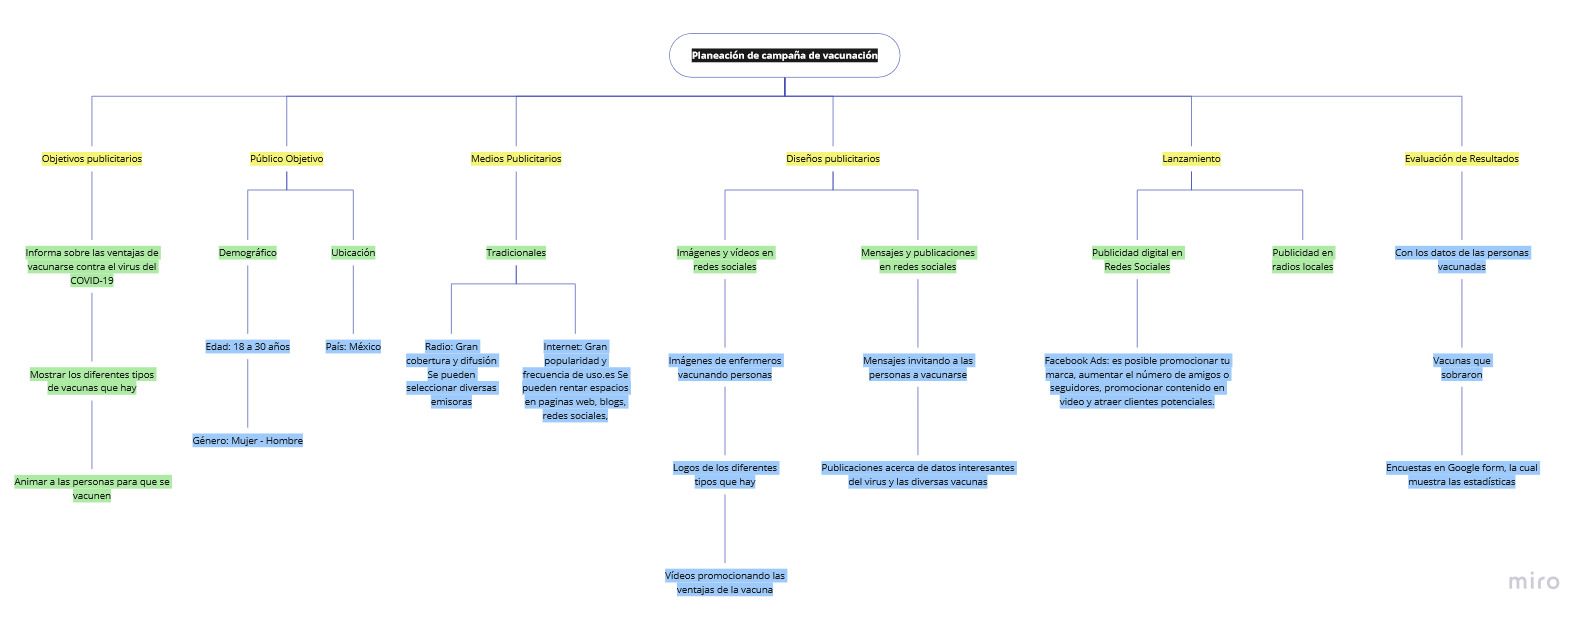 Planeación de campaña de vacunación
Objetivos publicitarios
Informa sobre las ventajas de
vacunarse contra el virus del
COVID-19
Mostrar los diferentes tipos
de vacunas que hay
Animar a las personas para que se
vacunen
Público Objetivo
Demográfico
Edad: 18 a 30 años
Género: Mujer - Hombre
Ubicación
País: México
Medios Publicitarios
Tradicionales
Radio: Gran
cobertura y difusión
Se pueden
seleccionar diversas
emisoras
Internet: Gran
popularidad y
frecuencia de uso.es Se
pueden rentar espacios
en paginas web, blogs,
redes sociales,
Diseños publicitarios
Imágenes y vídeos en
redes sociales
Imágenes de enfermeros
vacunando personas
Logos de los diferentes
tipos que hay
Vídeos promocionando las
ventajas de la vacuna
Mensajes y publicaciones
en redes sociales
Mensajes invitando a las
personas a vacunarse
Publicaciones acerca de datos interesantes
del virus y las diversas vacunas
Lanzamiento
Publicidad digital en
Redes Sociales
Facebook Ads: es posible promocionar tu
marca, aumentar el número de amigos o
seguidores, promocionar contenido en
video y atraer clientes potenciales.
Publicidad en
radios locales
Evaluación de Resultados
Con los datos de las personas
vacunadas
Vacunas que
sobraron
Encuestas en Google form, la cual
muestra las estadísticas
miro